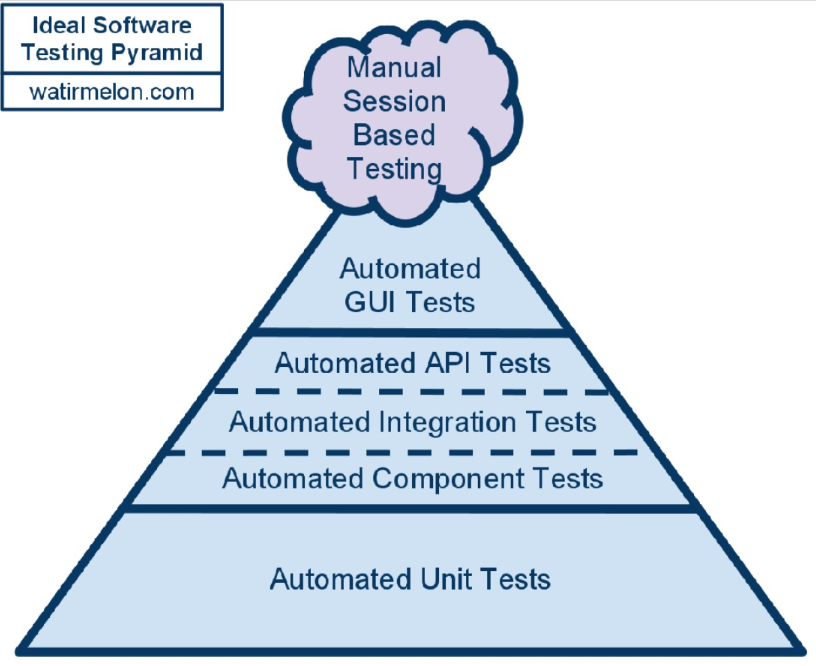 Ideal Software
Testing Pyramid
watirmelon.com
Manual
Session
Based
Testing
Automated
GUI Tests
Automated API Tests
Automated Integration Tests
Automated Component Tests
Automated Unit Tests